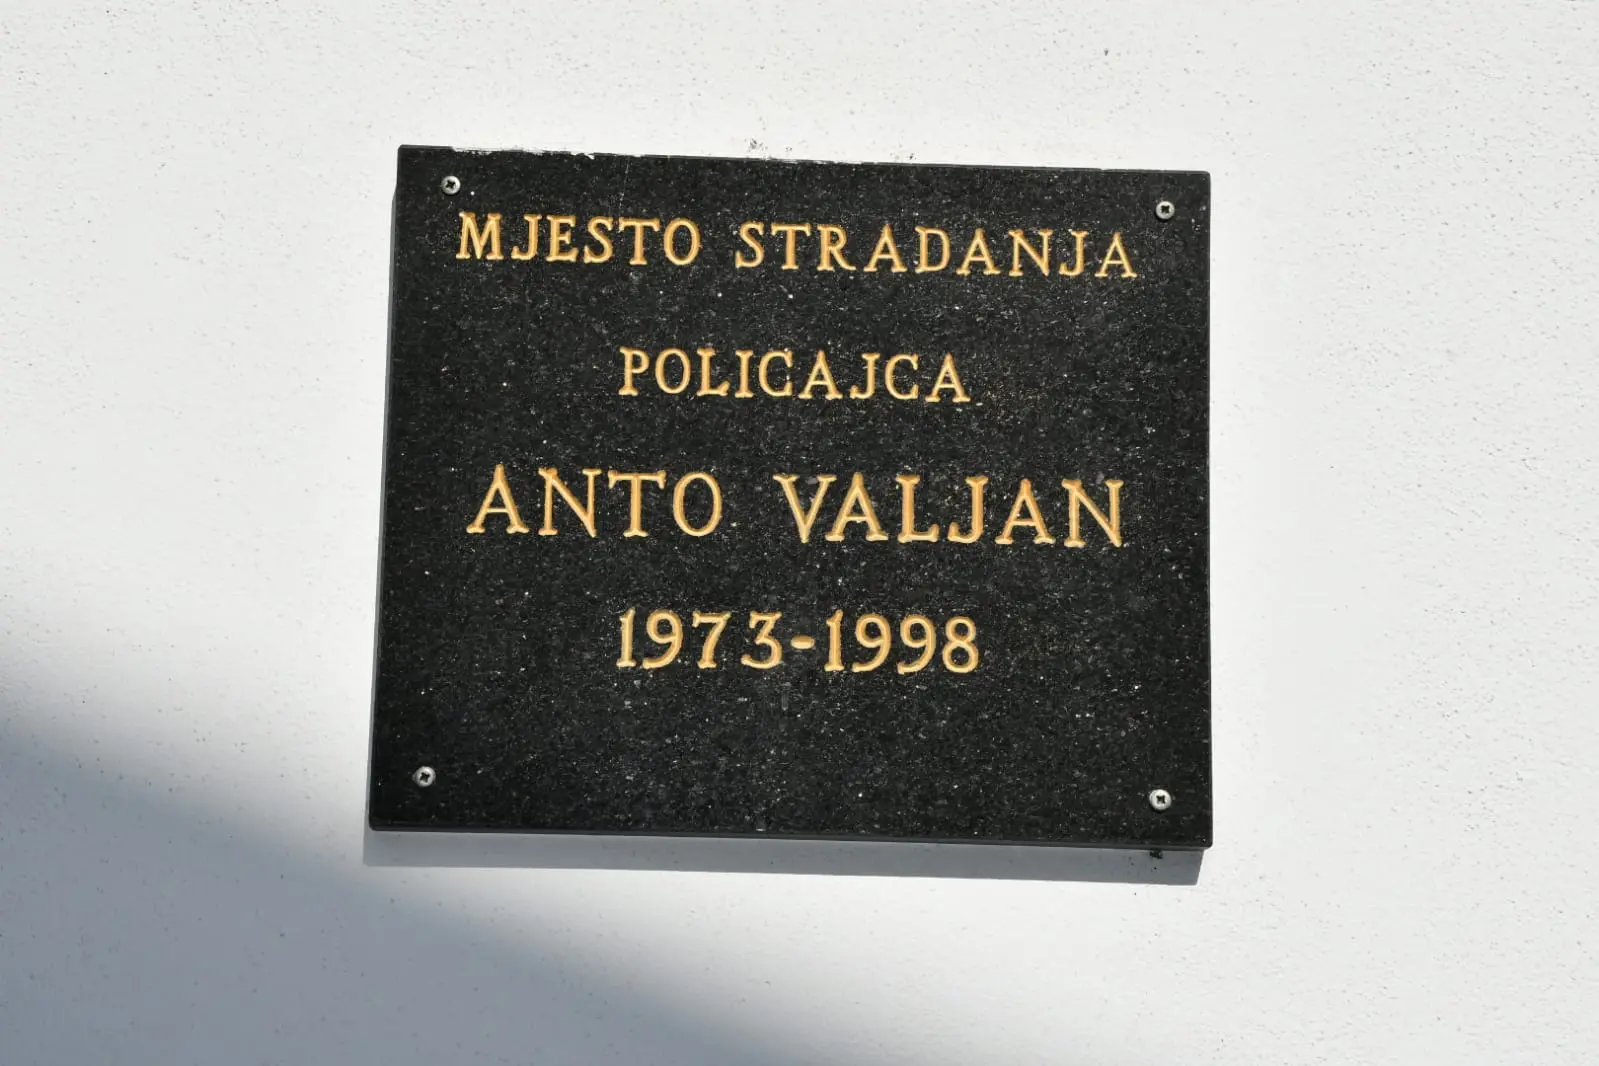 MJESTO STRADANJA
POLICAJCA
ANTO VALJAN
1973-1998